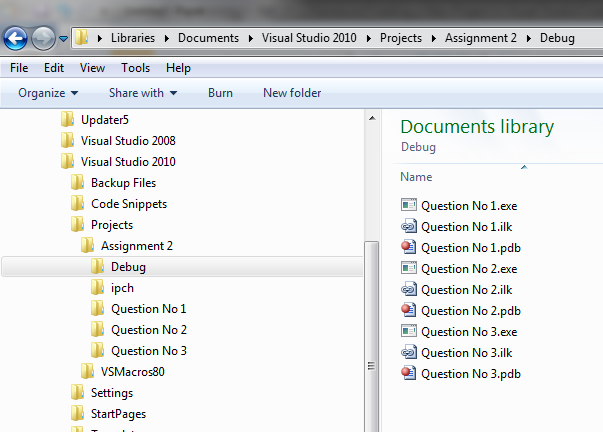 Libraries Documents Visual Studio 2010 Projects Assignment 2 Debug
File Edit View Tools Help
Organize Share with Burn New folder
Updater5
Visual Studio 2008
Visual Studio 2010
Backup Files
Code Snippets
Projects
Assignment 2
Debug
ipch
Question No 1
Question No 2
Question No 3
VSMacros80
Settings
StartPages
Documents library
Debug
Name
Question No 1.exe
Question No 1.ilk
Question No 1.pdb
Question No 2.exe
Question No 2.ilk
Question No 2.pdb
Question No 3.exe
Question No 3.ilk
Question No 3.pdb